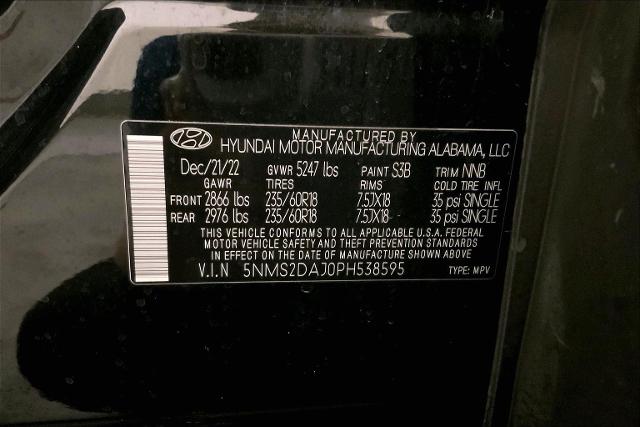 MANUFACTURED BY
HYUNDAI MOTOR MANUFACTURING ALABAMA, LLC
Dec/21/22 GVWR 5247 lbs PAINT S3B TRIM NNB
GAWR TIRES RIMS COLD TIRE INFL
FRONT 2866 lbs 235/60R18 7.5JX18 35 psi SINGLE
REAR 2976 lbs 235/60R18 7.5JX18 35 psi SINGLE
THIS VEHICLE CONFORMS TO ALL APPLICABLE U.S.A. FEDERAL
MOTOR VEHICLE SAFETY AND THEFT PREVENTION STANDARDS
IN EFFECT ON THE DATE OF MANUFACTURE SHOWN ABOVE
V.I.N 5NMS2DAJ0PH538595 TYPE: MPV